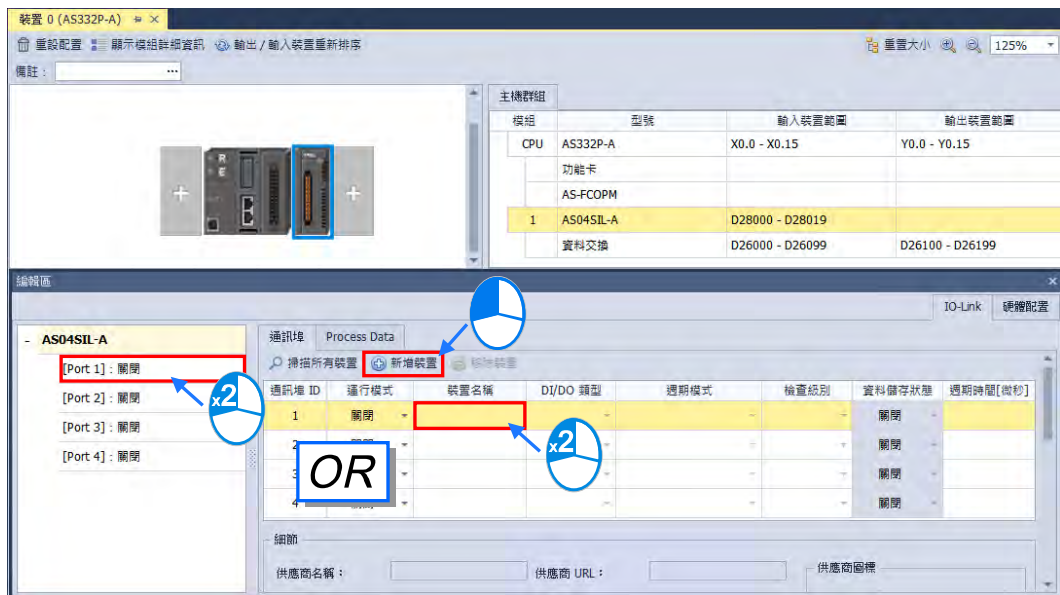 裝置 0 (AS332P-A)
重設配置 顯示模組詳細資訊 輸出 / 輸入裝置重新排序 重置大小 125%
備註： ...
主機群組
模組 型號 輸入裝置範圍 輸出裝置範圍
CPU AS332P-A X0.0 - X0.15 Y0.0 - Y0.15
功能卡
AS-FCOPM
1 AS04SIL-A D28000 - D28019
資料交換 D26000 - D26099 D26100 - D26199
R
E
編輯區
IO-Link 硬體配置
- AS04SIL-A
[Port 1]：關閉
[Port 2]：關閉
[Port 3]：關閉
[Port 4]：關閉
通訊埠 Process Data
掃描所有裝置 新增裝置 移除裝置
通訊埠 ID 運行模式 裝置名稱 DI/DO 類型 週期模式 檢查級別 資料儲存狀態 週期時間[微秒]
1 關閉 關閉
2 關閉
3 關閉
4 關閉
x2
x2
OR
細節
供應商名稱： 供應商 URL： 供應商圖標